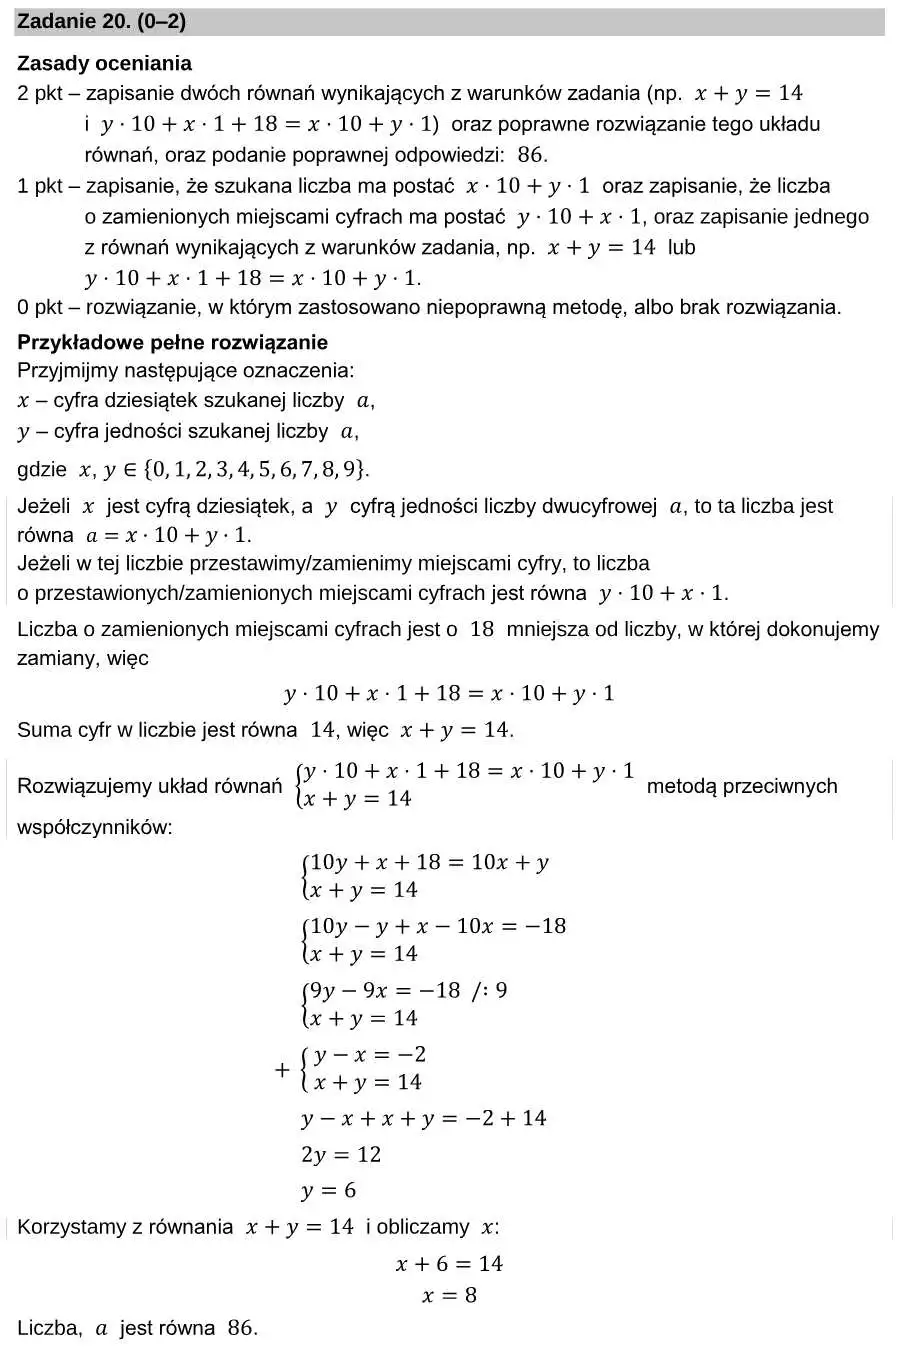 Zadanie 20. (0–2)
Zasady oceniania
2 pkt – zapisanie dwóch równań wynikających z warunków zadania (np. x + y = 14
i y · 10 + x · 1 + 18 = x · 10 + y · 1) oraz poprawne rozwiązanie tego układu
równań, oraz podanie poprawnej odpowiedzi: 86.
1 pkt – zapisanie, że szukana liczba ma postać x · 10 + y · 1 oraz zapisanie, że liczba
o zamienionych miejscami cyfrach ma postać y · 10 + x · 1, oraz zapisanie jednego
z równań wynikających z warunków zadania, np. x + y = 14 lub
y · 10 + x · 1 + 18 = x · 10 + y · 1.
0 pkt – rozwiązanie, w którym zastosowano niepoprawną metodę, albo brak rozwiązania.
Przykładowe pełne rozwiązanie
Przyjmijmy następujące oznaczenia:
x – cyfra dziesiątek szukanej liczby a,
y – cyfra jedności szukanej liczby a,
gdzie x, y ∈ {0, 1, 2, 3, 4, 5, 6, 7, 8, 9}.
Jeżeli x jest cyfrą dziesiątek, a y cyfrą jedności liczby dwucyfrowej a, to ta liczba jest
równa a = x · 10 + y · 1.
Jeżeli w tej liczbie przestawimy/zamienimy miejscami cyfry, to liczba
o przestawionych/zamienionych miejscami cyfrach jest równa y · 10 + x · 1.
Liczba o zamienionych miejscami cyfrach jest o 18 mniejsza od liczby, w której dokonujemy
zamiany, więc
y · 10 + x · 1 + 18 = x · 10 + y · 1
Suma cyfr w liczbie jest równa 14, więc x + y = 14.
Rozwiązujemy układ równań {y · 10 + x · 1 + 18 = x · 10 + y · 1
x + y = 14 metodą przeciwnych
współczynników:
{10y + x + 18 = 10x + y
x + y = 14
{10y − y + x − 10x = −18
x + y = 14
{9y − 9x = −18 /: 9
x + y = 14
+ { y − x = −2
x + y = 14
y − x + x + y = −2 + 14
2y = 12
y = 6
Korzystamy z równania x + y = 14 i obliczamy x:
x + 6 = 14
x = 8
Liczba, a jest równa 86.